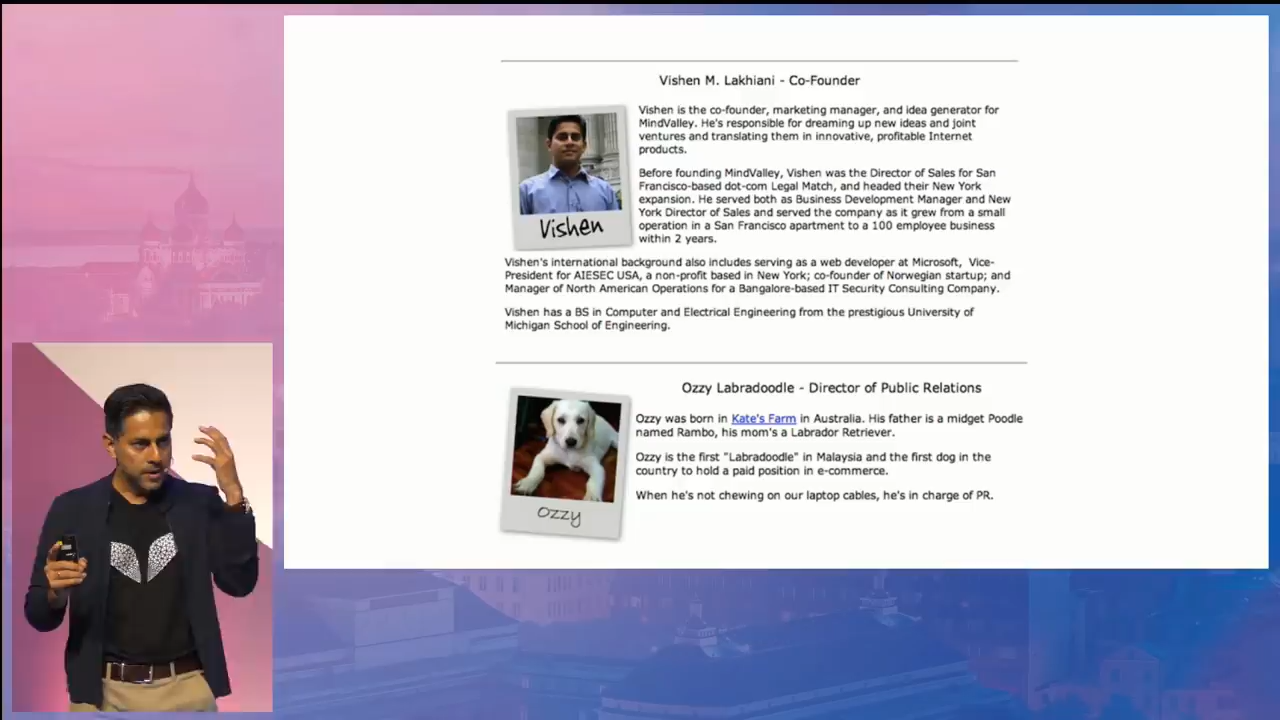 Vishen M. Lakhiani - Co-Founder
Vishen is the co-founder, marketing manager, and idea generator for
MindValley. He's responsible for dreaming up new ideas and joint
ventures and translating them in innovative, profitable Internet
products.
Before founding MindValley, Vishen was the Director of Sales for San
Francisco-based dot-com Legal Match, and headed their New York
expansion. He served both as Business Development Manager and New
York Director of Sales and served the company as it grew from a small
operation in a San Francisco apartment to a 100 employee business
within 2 years.
Vishen
Vishen's international background also includes serving as a web developer at Microsoft, Vice-
President for AIESEC USA, a non-profit based in New York; co-founder of Norwegian startup; and
Manager of North American Operations for a Bangalore-based IT Security Consulting Company.
Vishen has a BS in Computer and Electrical Engineering from the prestigious University of
Michigan School of Engineering.
Ozzy Labradoodle - Director of Public Relations
Ozzy was born in Kate's Farm in Australia. His father is a midget Poodle
named Rambo, his mom's a Labrador Retriever.
Ozzy is the first "Labradoodle" in Malaysia and the first dog in the
country to hold a paid position in e-commerce.
When he's not chewing on our laptop cables, he's in charge of PR.
Ozzy